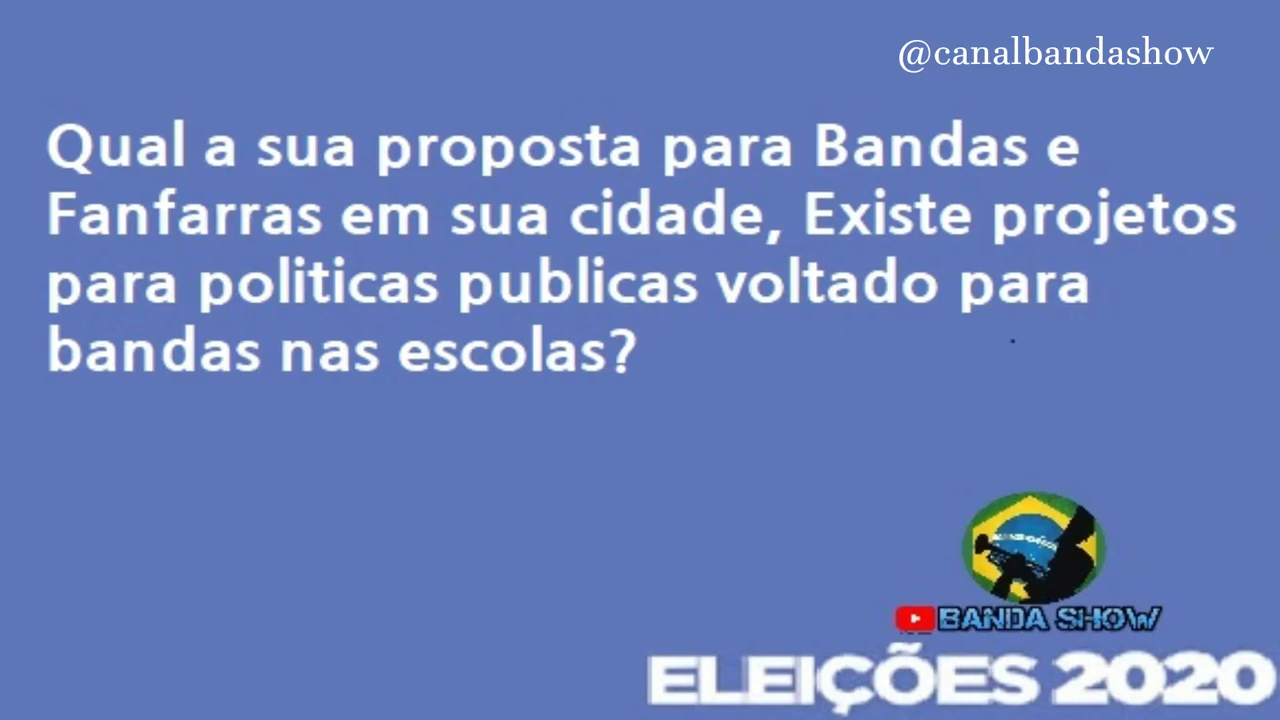 @canalbandashow
Qual a sua proposta para Bandas e
Fanfarras em sua cidade, Existe projetos
para politicas publicas voltado para
bandas nas escolas?
BANDA SHOW
ELEIÇÕES 2020